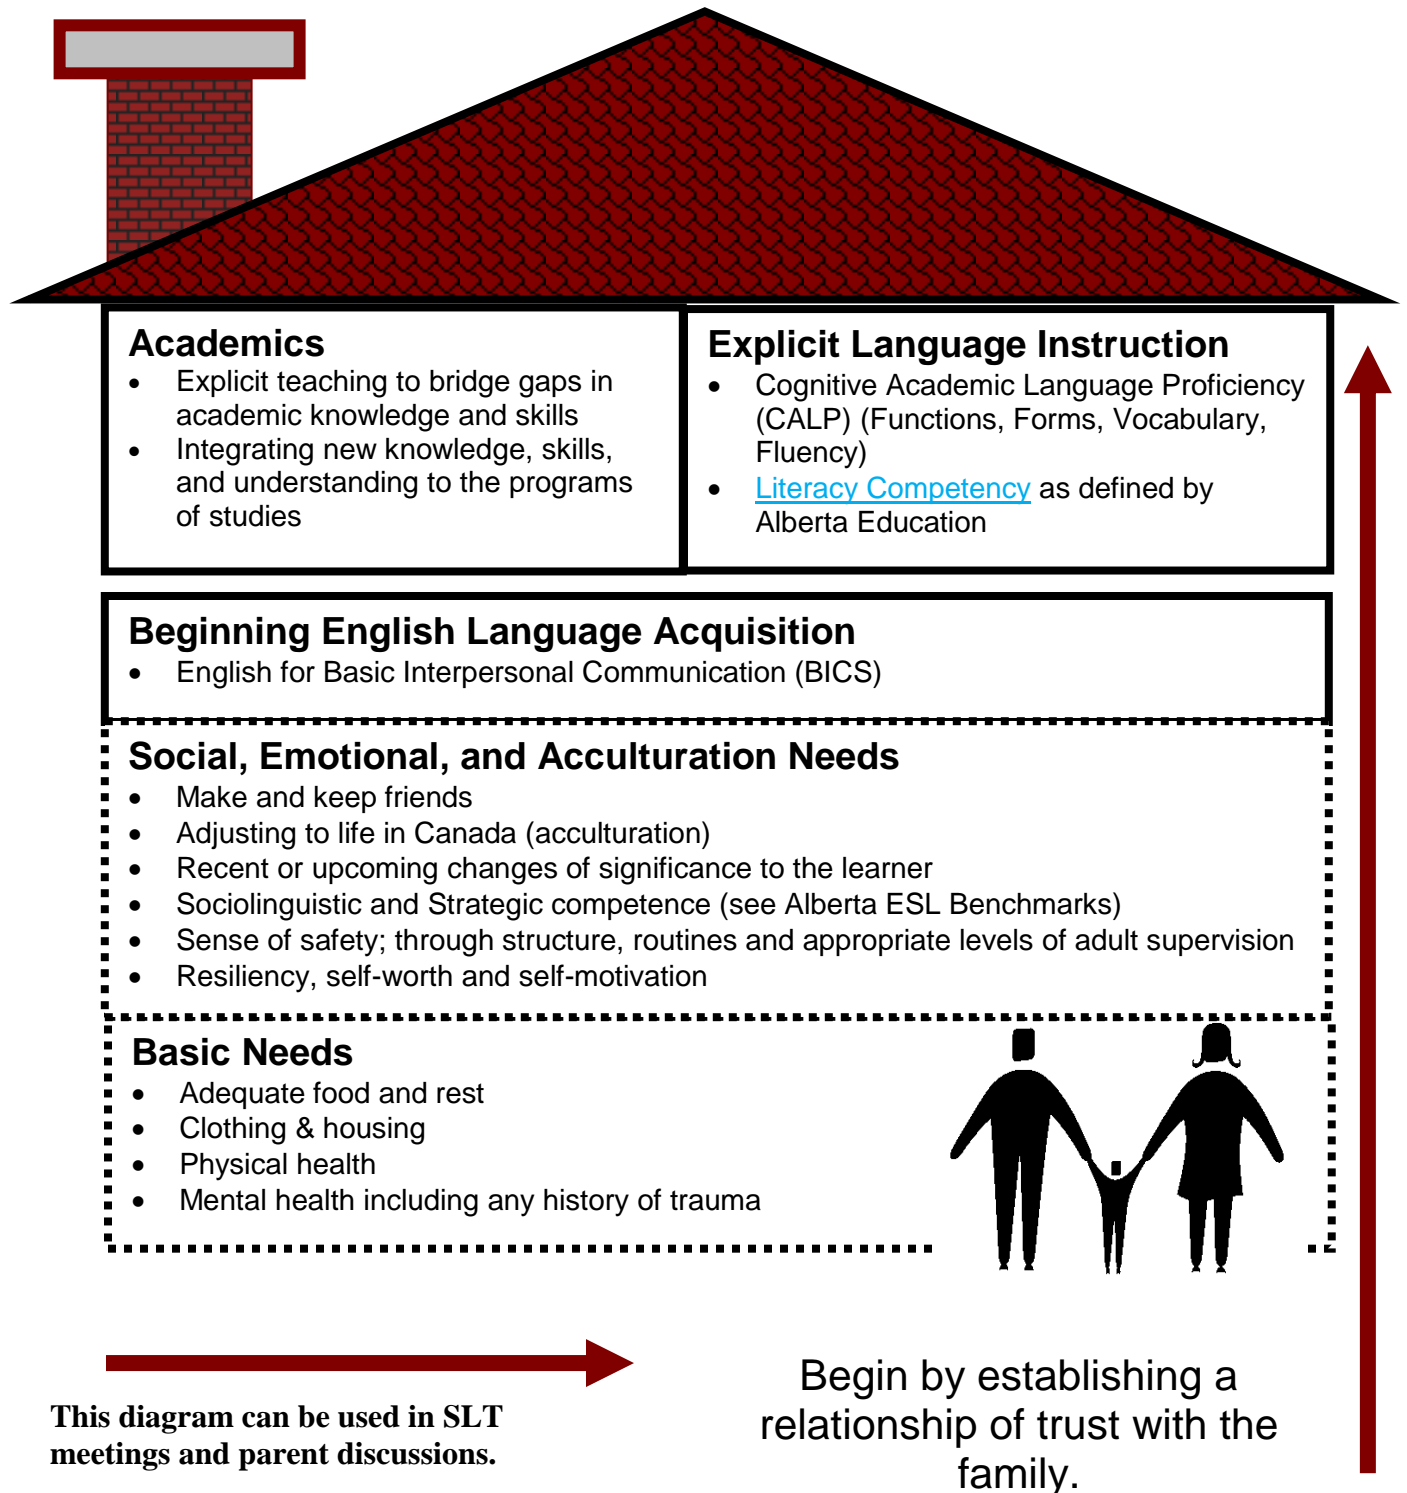 Academics
• Explicit teaching to bridge gaps in
academic knowledge and skills
• Integrating new knowledge, skills,
and understanding to the programs
of studies
Explicit Language Instruction
• Cognitive Academic Language Proficiency
(CALP) (Functions, Forms, Vocabulary,
Fluency)
• Literacy Competency as defined by
Alberta Education
Beginning English Language Acquisition
• English for Basic Interpersonal Communication (BICS)
Social, Emotional, and Acculturation Needs
• Make and keep friends
• Adjusting to life in Canada (acculturation)
• Recent or upcoming changes of significance to the learner
• Sociolinguistic and Strategic competence (see Alberta ESL Benchmarks)
• Sense of safety; through structure, routines and appropriate levels of adult supervision
• Resiliency, self-worth and self-motivation
Basic Needs
• Adequate food and rest
• Clothing & housing
• Physical health
• Mental health including any history of trauma
Begin by establishing a
relationship of trust with the
family.
This diagram can be used in SLT
meetings and parent discussions.